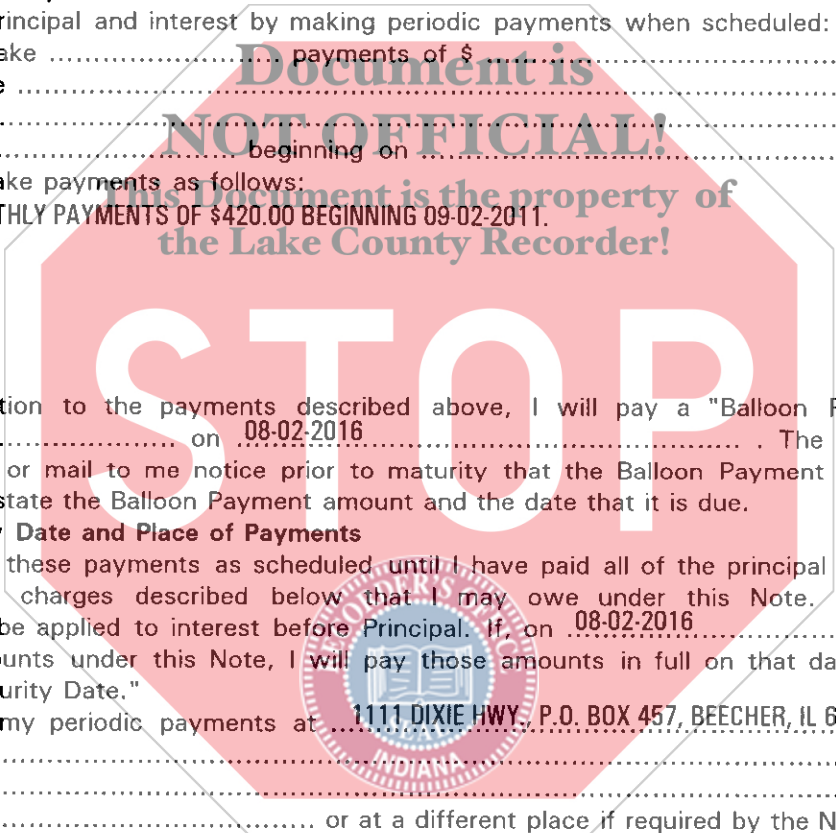 rincipal and interest by making periodic payments when scheduled:
ake ........................ payments of $ ........................
Document is
e ........................
NOT OFFICIAL!
........................ beginning on ........................
ake payments as follows:
This Document is the property of
THLY PAYMENTS OF $420.00 BEGINNING 09-02-2011.
the Lake County Recorder!
STOP
tion to the payments described above, I will pay a "Balloon P
........................ on 08-02-2016 ........................ . The
or mail to me notice prior to maturity that the Balloon Payment
state the Balloon Payment amount and the date that it is due.
Date and Place of Payments
these payments as scheduled until I have paid all of the principal
charges described below that I may owe under this Note.
be applied to interest before Principal. If, on 08-02-2016 ........................
unts under this Note, I will pay those amounts in full on that da
urity Date."
my periodic payments at 1111 DIXIE HWY., P.O. BOX 457, BEECHER, IL 6
SEAL
INDIANA
........................ or at a different place if required by the N